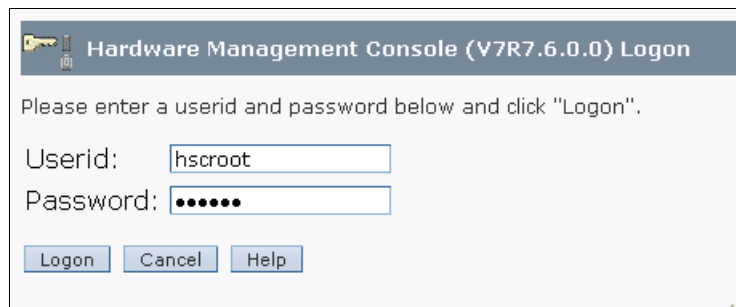 Hardware Management Console (V7R7.6.0.0) Logon
Please enter a userid and password below and click "Logon".
Userid: hscroot
Password: ••••••
Logon Cancel Help